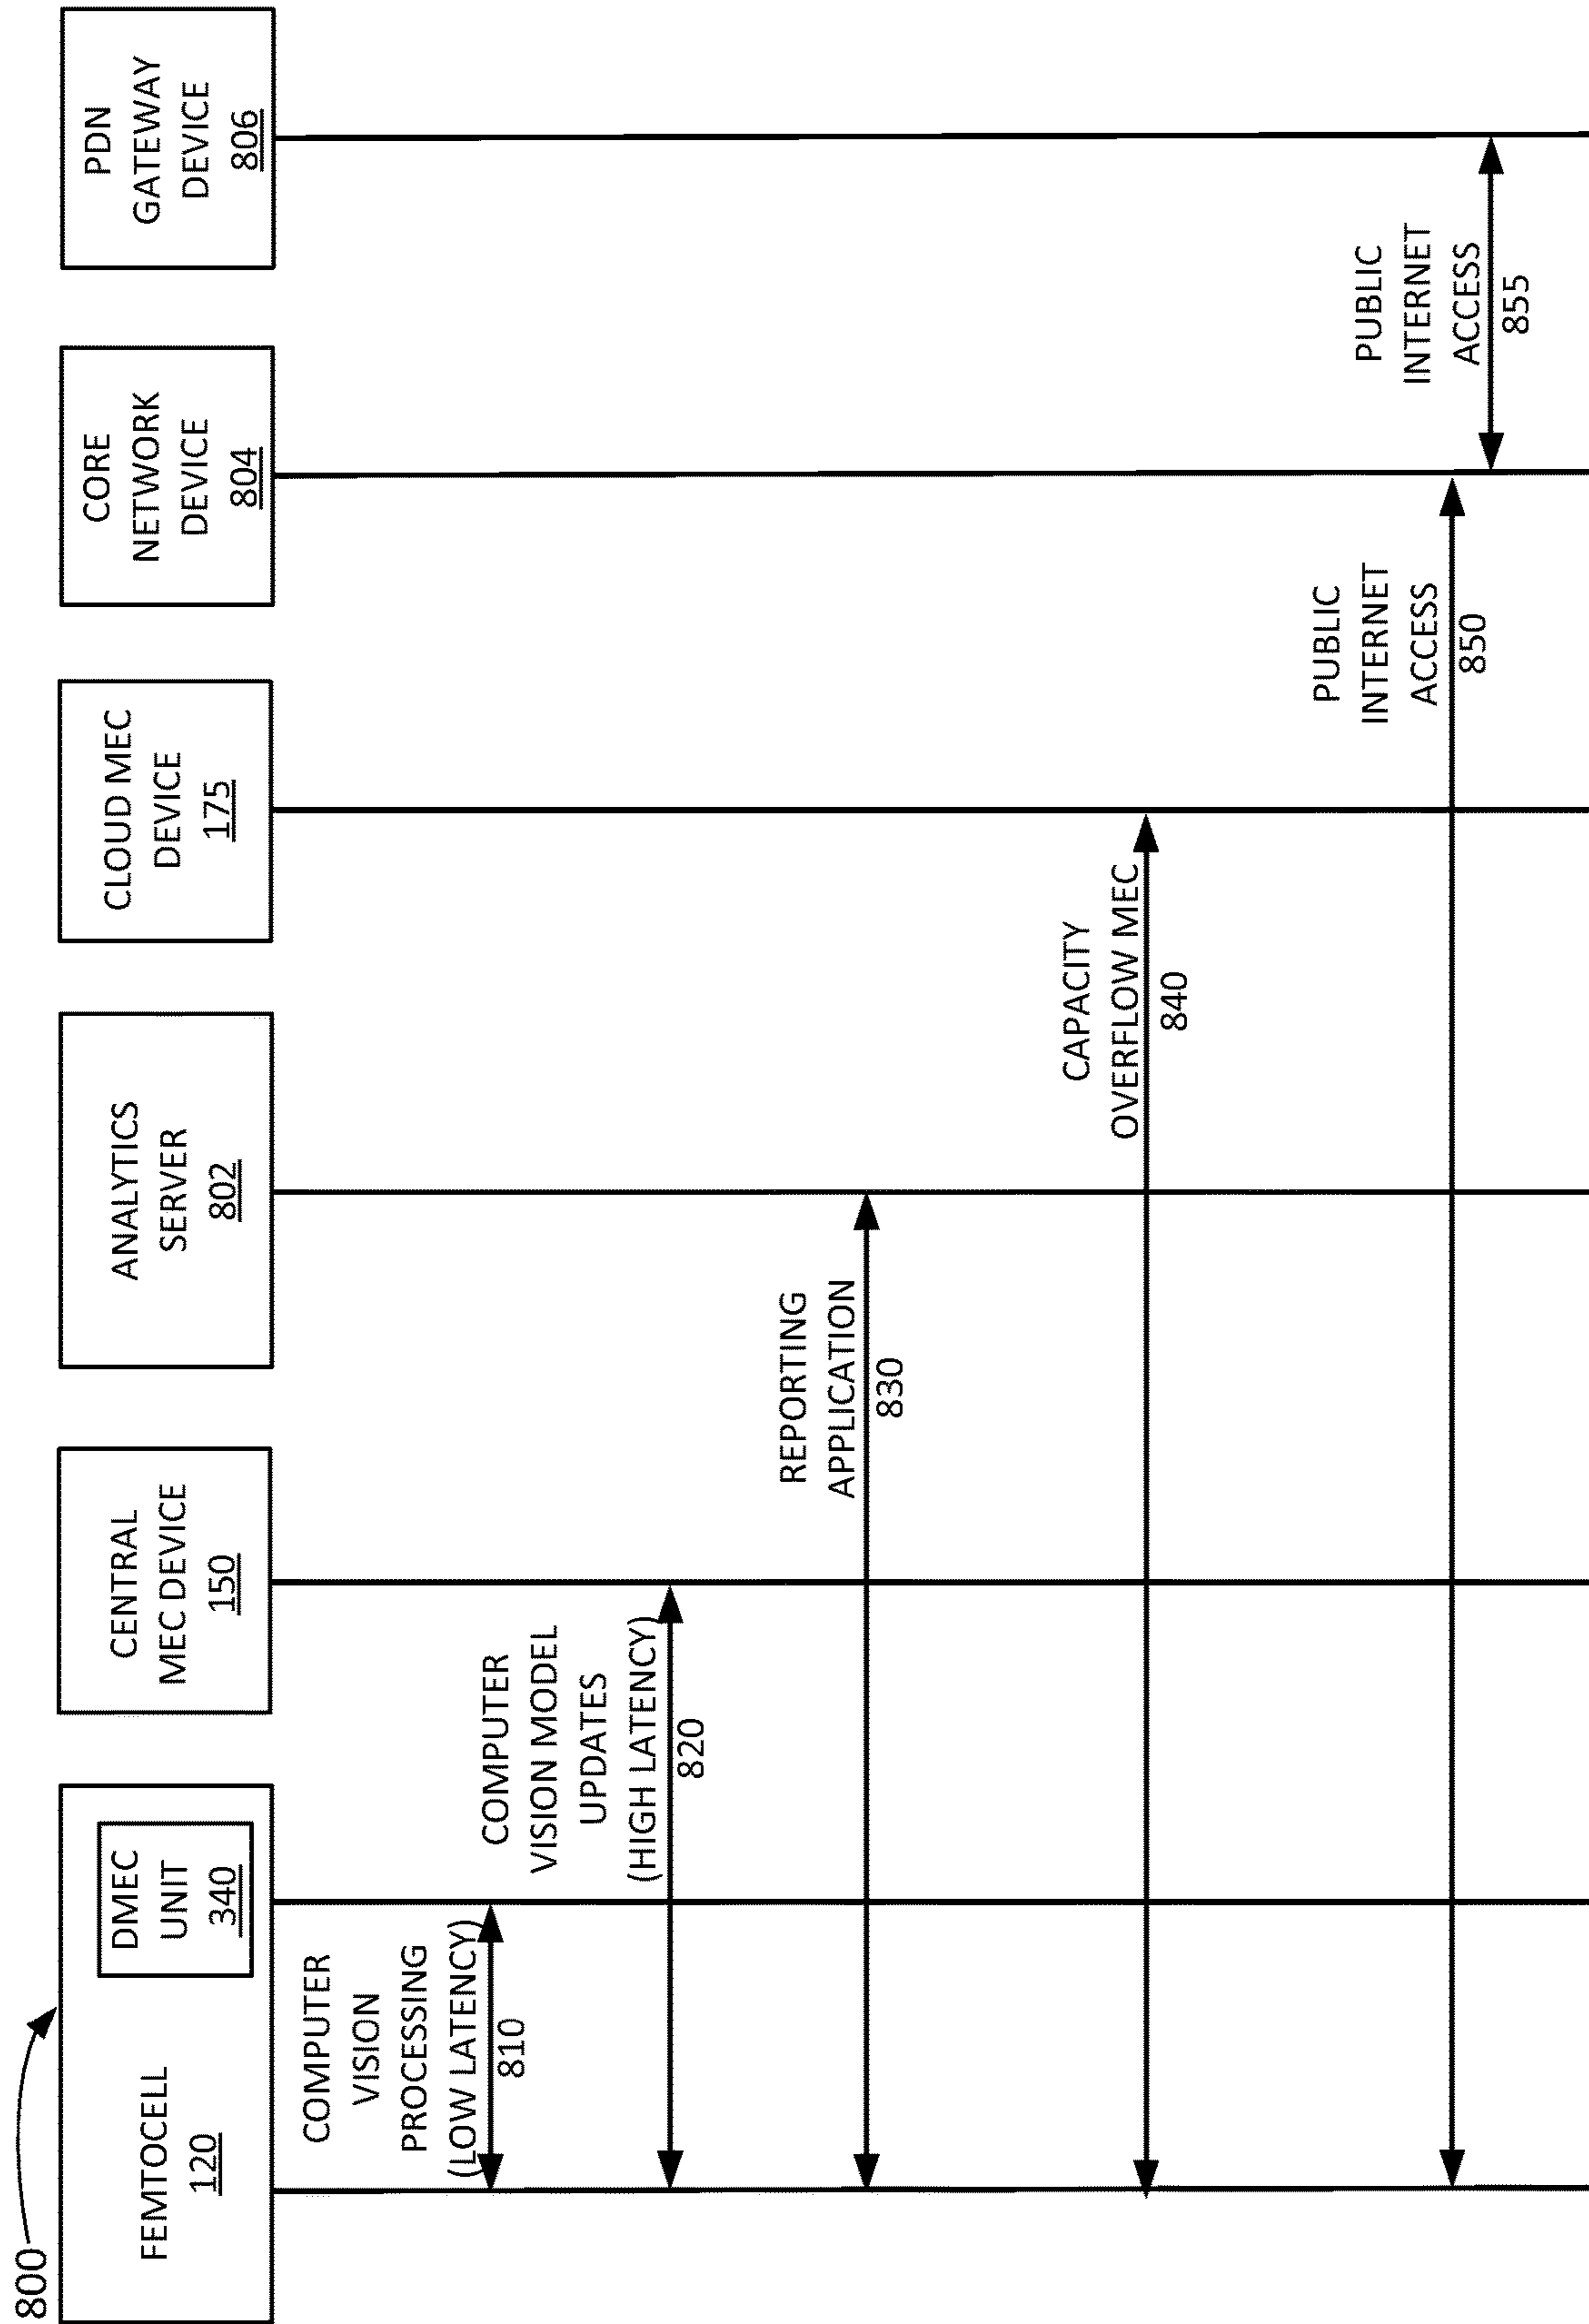 800
FEMTOCELL
120
DMEC
UNIT
340
CENTRAL
MEC DEVICE
150
ANALYTICS
SERVER
802
CLOUD MEC
DEVICE
175
CORE
NETWORK
DEVICE
804
PDN
GATEWAY
DEVICE
806
COMPUTER
VISION
PROCESSING
(LOW LATENCY)
810
COMPUTER
VISION MODEL
UPDATES
(HIGH LATENCY)
820
REPORTING
APPLICATION
830
CAPACITY
OVERFLOW MEC
840
PUBLIC
INTERNET
ACCESS
850
PUBLIC
INTERNET
ACCESS
855